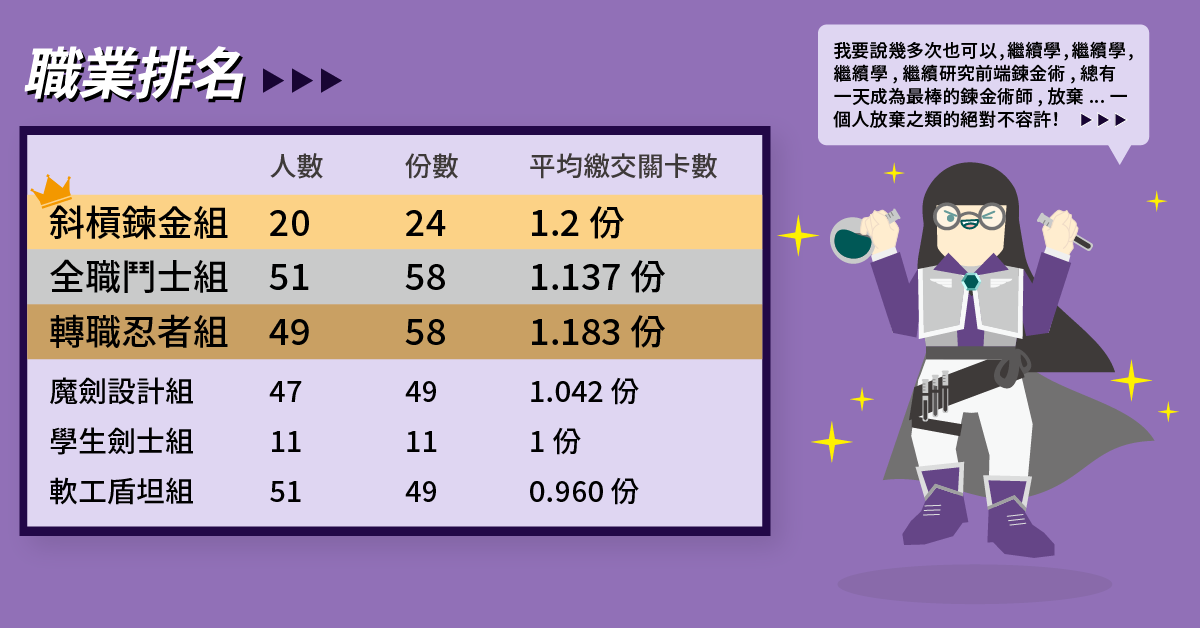 職業排名
我要說幾多次也可以,繼續學,繼續學,
繼續學,繼續研究前端鍊金術,總有
一天成為最棒的鍊金術師,放棄...一
個人放棄之類的絕對不容許!
人數 份數 平均繳交關卡數
斜槓鍊金組 20 24 1.2 份
全職鬥士組 51 58 1.137 份
轉職忍者組 49 58 1.183 份
魔劍設計組 47 49 1.042 份
學生劍士組 11 11 1 份
軟工盾坦組 51 49 0.960 份